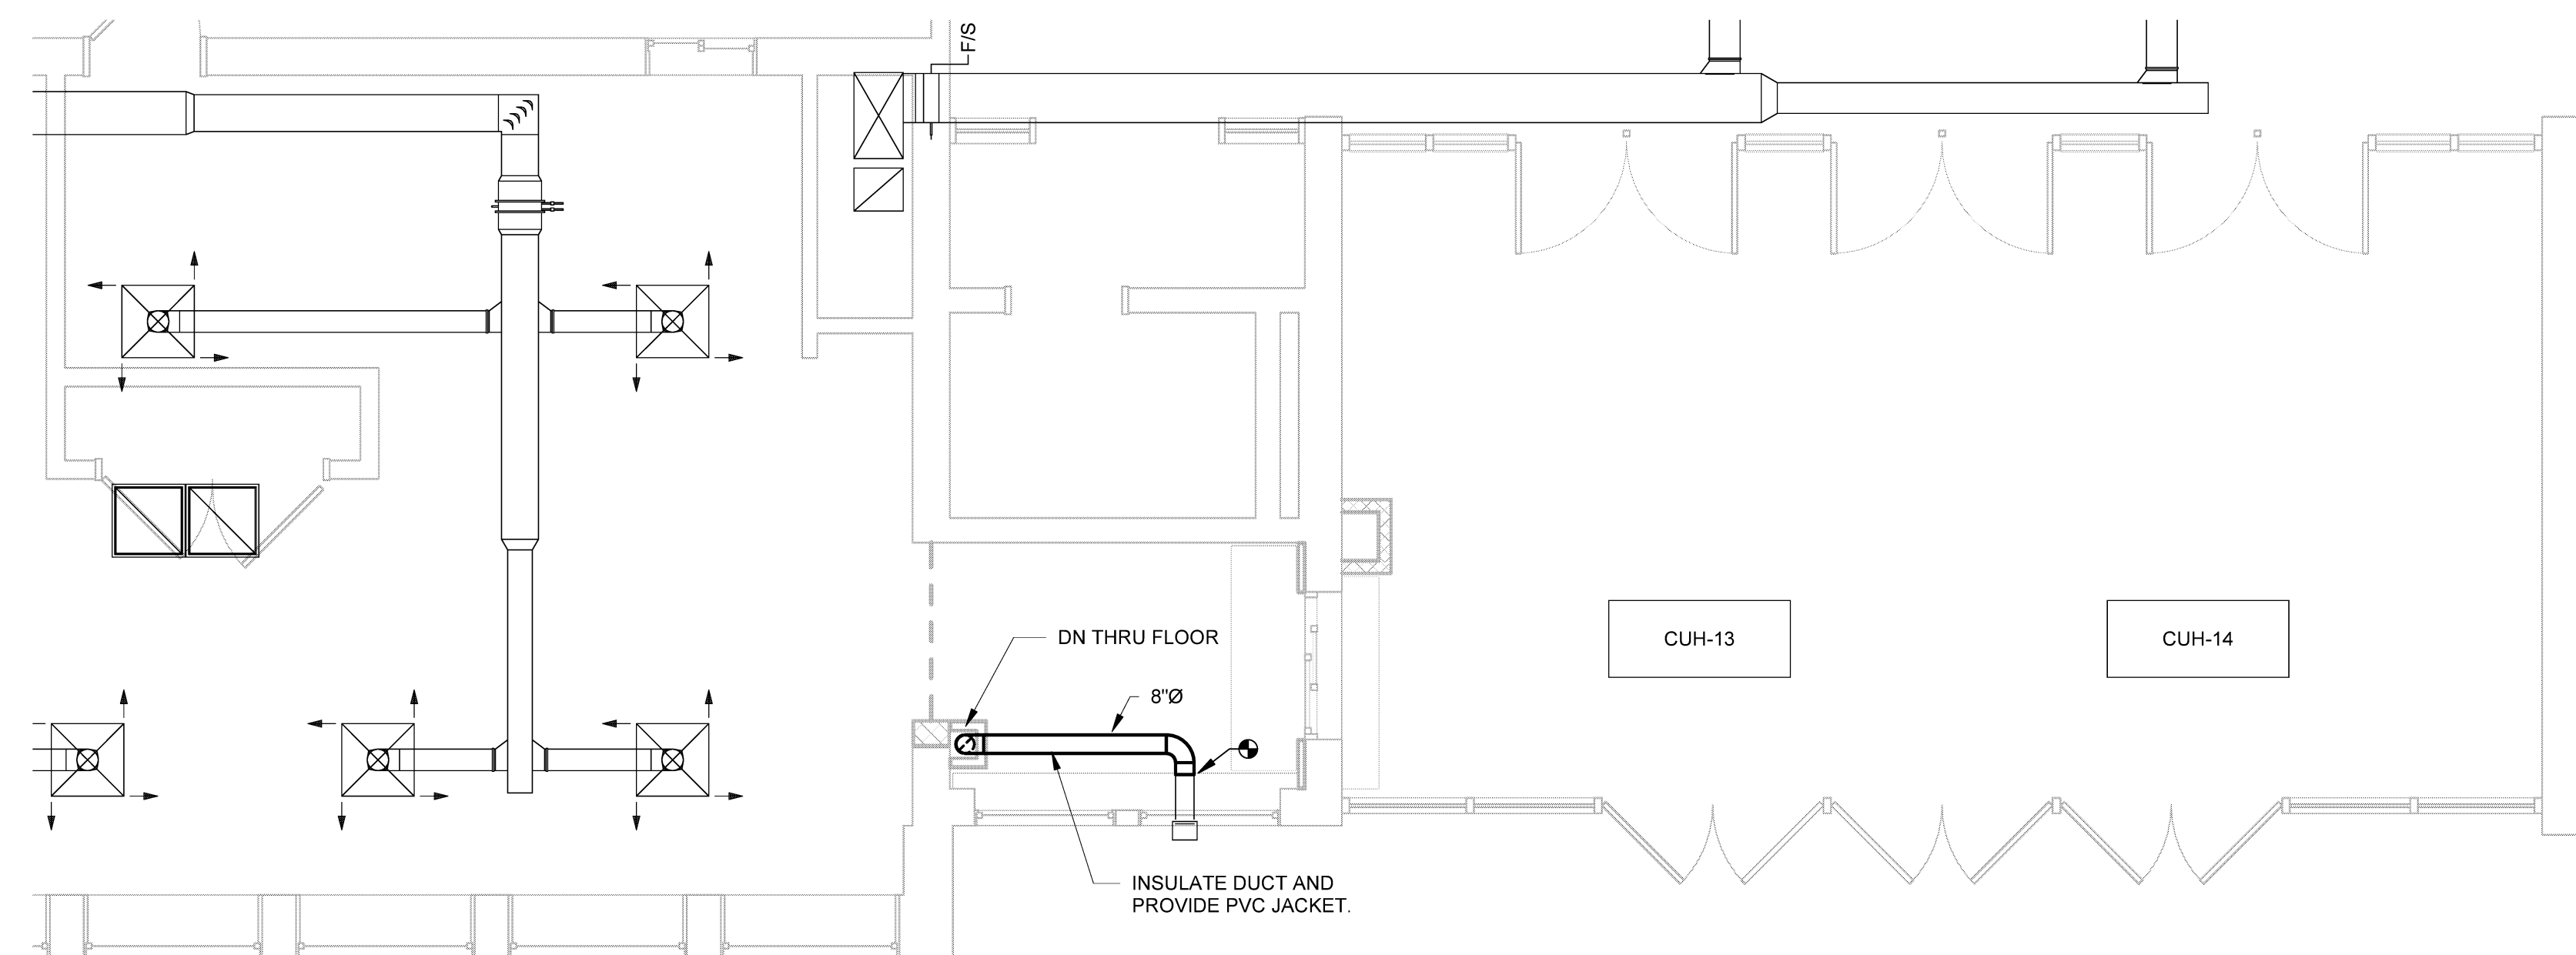 F/S
DN THRU FLOOR
8"Ø
CUH-13
CUH-14
INSULATE DUCT AND
PROVIDE PVC JACKET.